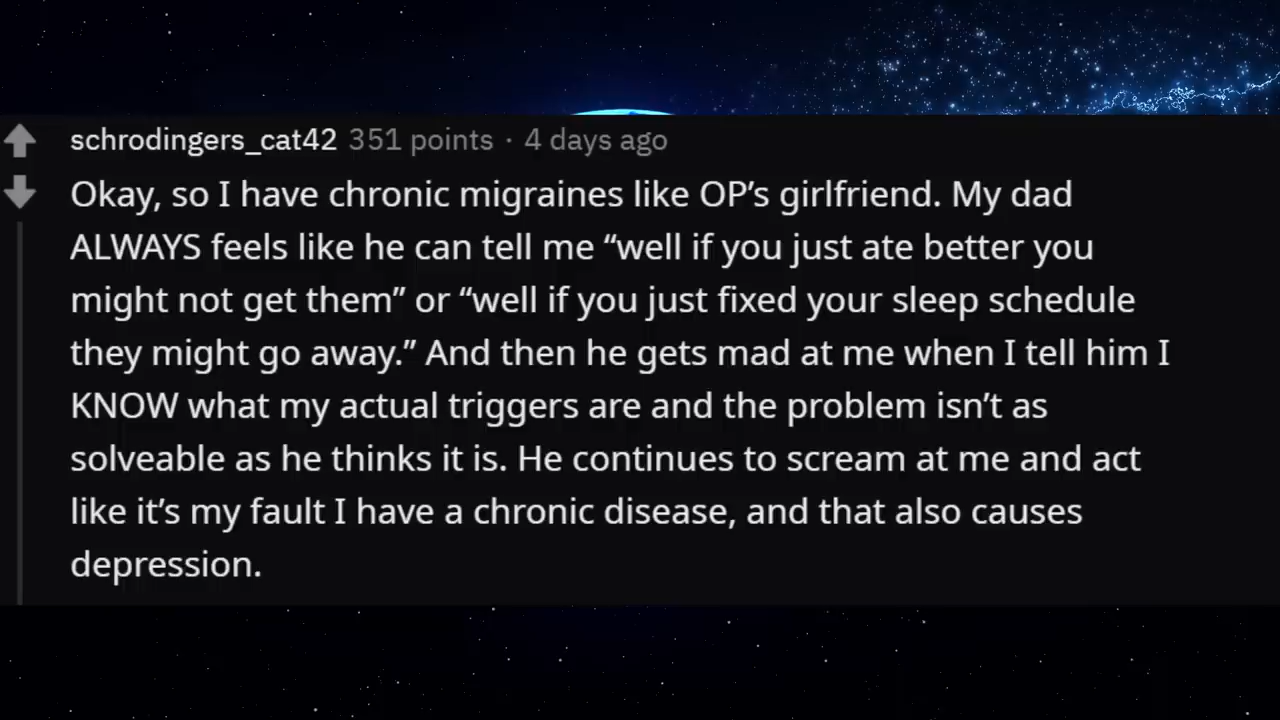 schrodingers_cat42 351 points · 4 days ago
Okay, so I have chronic migraines like OP’s girlfriend. My dad
ALWAYS feels like he can tell me “well if you just ate better you
might not get them” or “well if you just fixed your sleep schedule
they might go away.” And then he gets mad at me when I tell him I
KNOW what my actual triggers are and the problem isn’t as
solveable as he thinks it is. He continues to scream at me and act
like it’s my fault I have a chronic disease, and that also causes
depression.